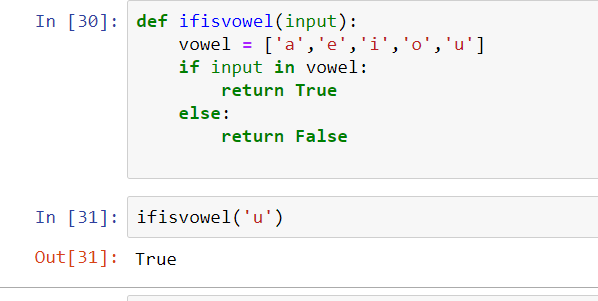 In [30]: def ifisvowel(input):
    vowel = ['a','e','i','o','u']
    if input in vowel:
        return True
    else:
        return False
In [31]: ifisvowel('u')
Out[31]: True